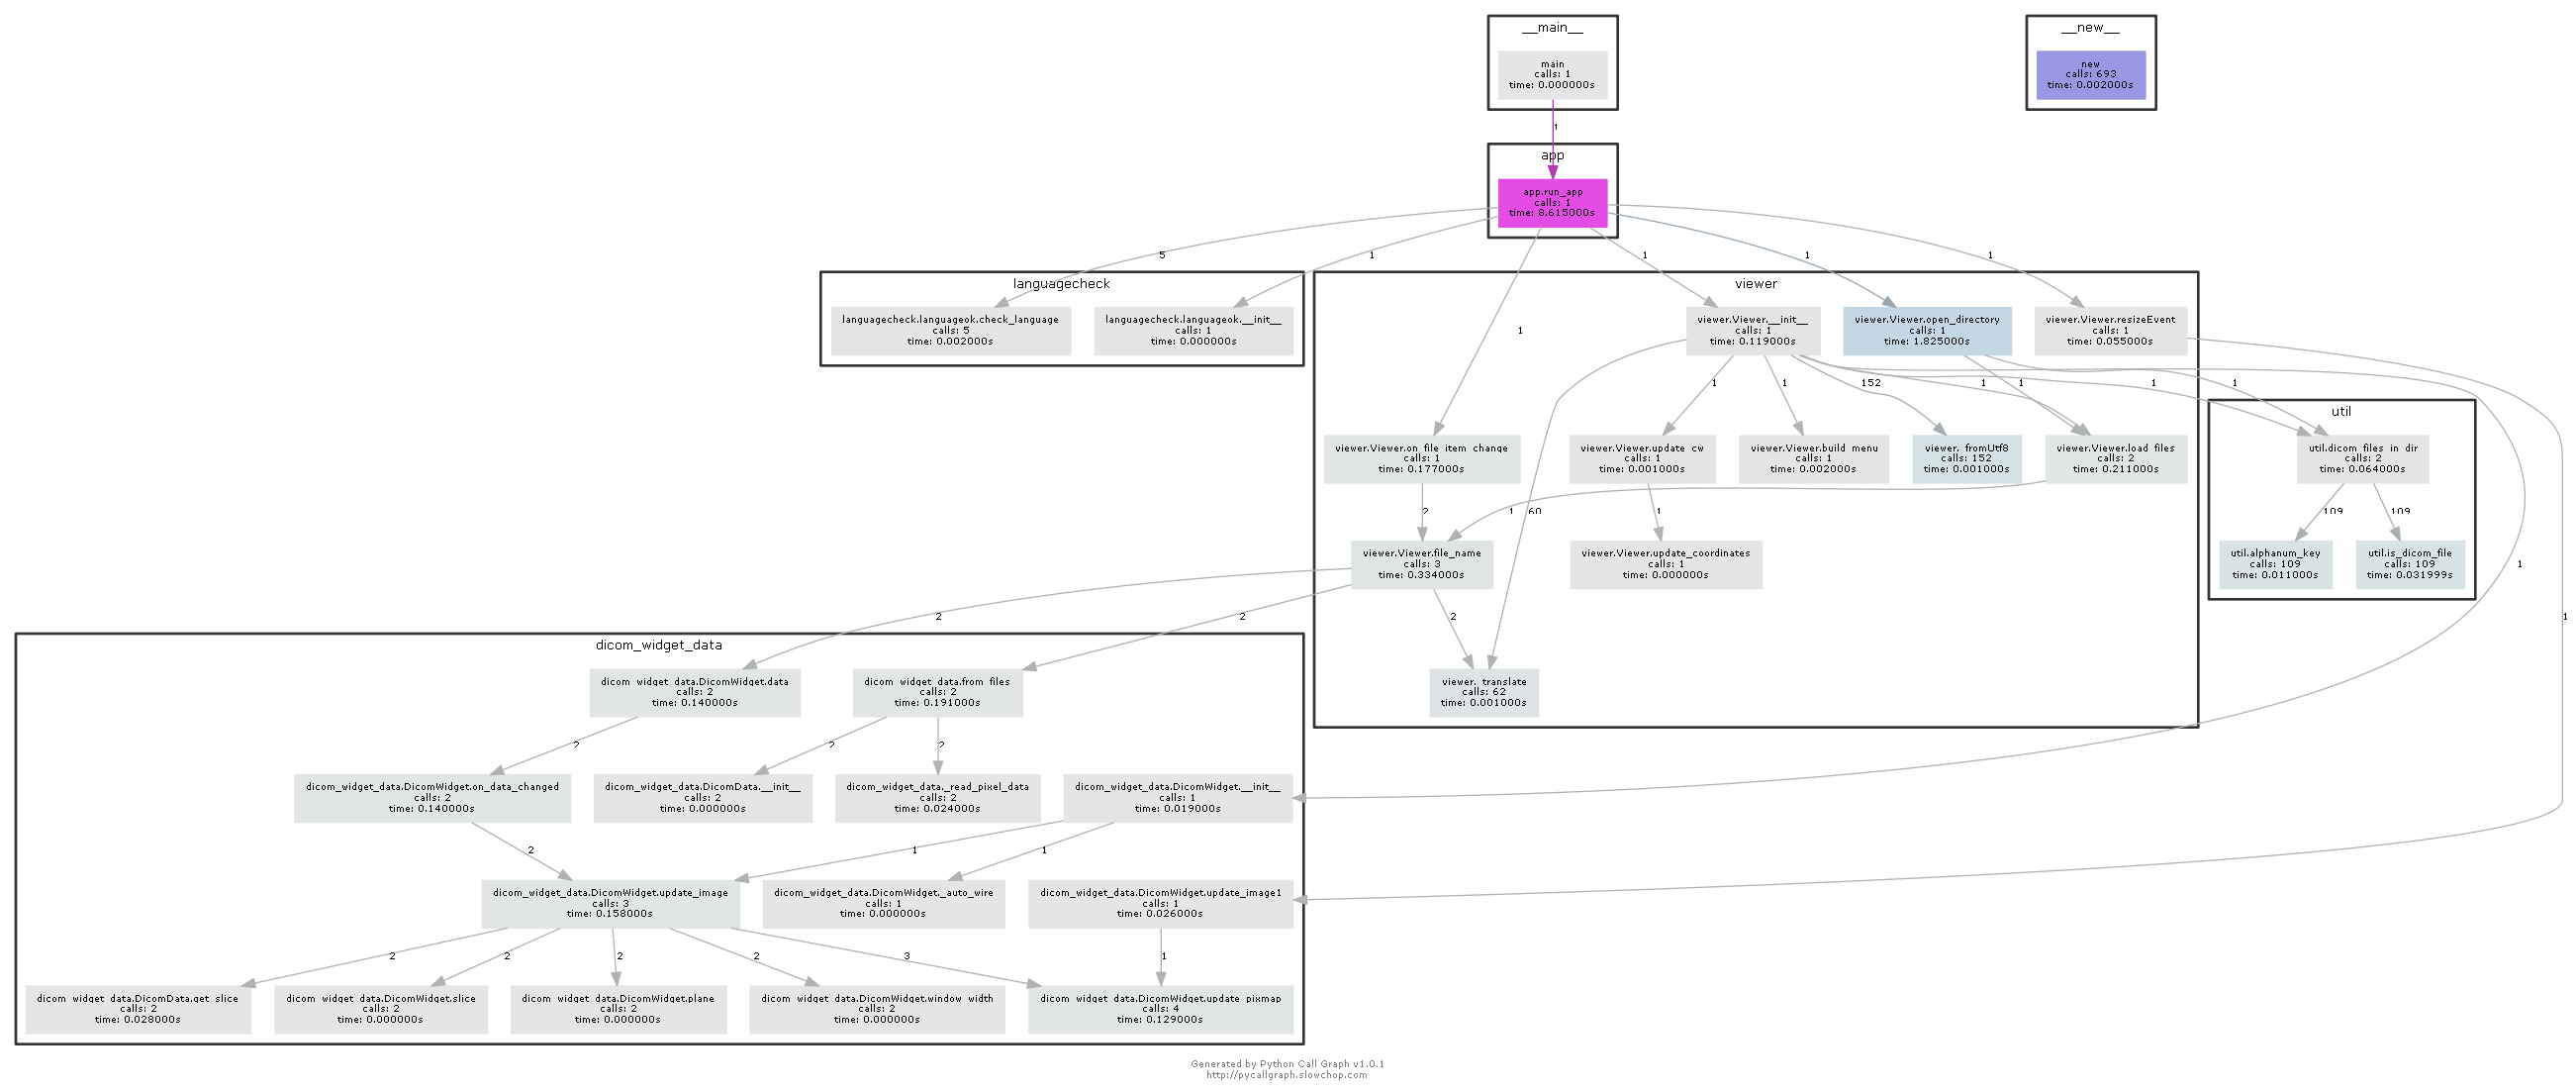 __main__
__new__
main
calls: 1
time: 0.000000s
new
calls: 693
time: 0.002000s
1
app
app.run_app
calls: 1
time: 8.615000s
5
1
1
1
1
languagecheck
viewer
languagecheck.languageok.check_language
calls: 5
time: 0.002000s
languagecheck.languageok.__init__
calls: 1
time: 0.000000s
viewer.Viewer.__init__
calls: 1
time: 0.119000s
viewer.Viewer.open_directory
calls: 1
time: 1.825000s
viewer.Viewer.resizeEvent
calls: 1
time: 0.055000s
1
1
1
152
1
1
1
1
util
viewer.Viewer.on_file_item_change
calls: 1
time: 0.177000s
viewer.Viewer.update_cw
calls: 1
time: 0.001000s
viewer.Viewer.build_menu
calls: 1
time: 0.002000s
viewer._fromUtf8
calls: 152
time: 0.001000s
viewer.Viewer.load_files
calls: 2
time: 0.211000s
util.dicom_files_in_dir
calls: 2
time: 0.064000s
2
1
60
1
109
109
viewer.Viewer.file_name
calls: 3
time: 0.334000s
viewer.Viewer.update_coordinates
calls: 1
time: 0.000000s
util.alphanum_key
calls: 109
time: 0.011000s
util.is_dicom_file
calls: 109
time: 0.031999s
1
2
2
2
1
dicom_widget_data
dicom_widget_data.DicomWidget.data
calls: 2
time: 0.140000s
dicom_widget_data.from_files
calls: 2
time: 0.191000s
viewer._translate
calls: 62
time: 0.001000s
2
2
2
dicom_widget_data.DicomWidget.on_data_changed
calls: 2
time: 0.140000s
dicom_widget_data.DicomData.__init__
calls: 2
time: 0.000000s
dicom_widget_data._read_pixel_data
calls: 2
time: 0.024000s
dicom_widget_data.DicomWidget.__init__
calls: 1
time: 0.019000s
2
1
1
dicom_widget_data.DicomWidget.update_image
calls: 3
time: 0.158000s
dicom_widget_data.DicomWidget._auto_wire
calls: 1
time: 0.000000s
dicom_widget_data.DicomWidget.update_image1
calls: 1
time: 0.026000s
2
2
2
2
3
1
dicom_widget_data.DicomData.get_slice
calls: 2
time: 0.028000s
dicom_widget_data.DicomWidget.slice
calls: 2
time: 0.000000s
dicom_widget_data.DicomWidget.plane
calls: 2
time: 0.000000s
dicom_widget_data.DicomWidget.window_width
calls: 2
time: 0.000000s
dicom_widget_data.DicomWidget.update_pixmap
calls: 4
time: 0.129000s
Generated by Python Call Graph v1.0.1
http://pycallgraph.slowchop.com